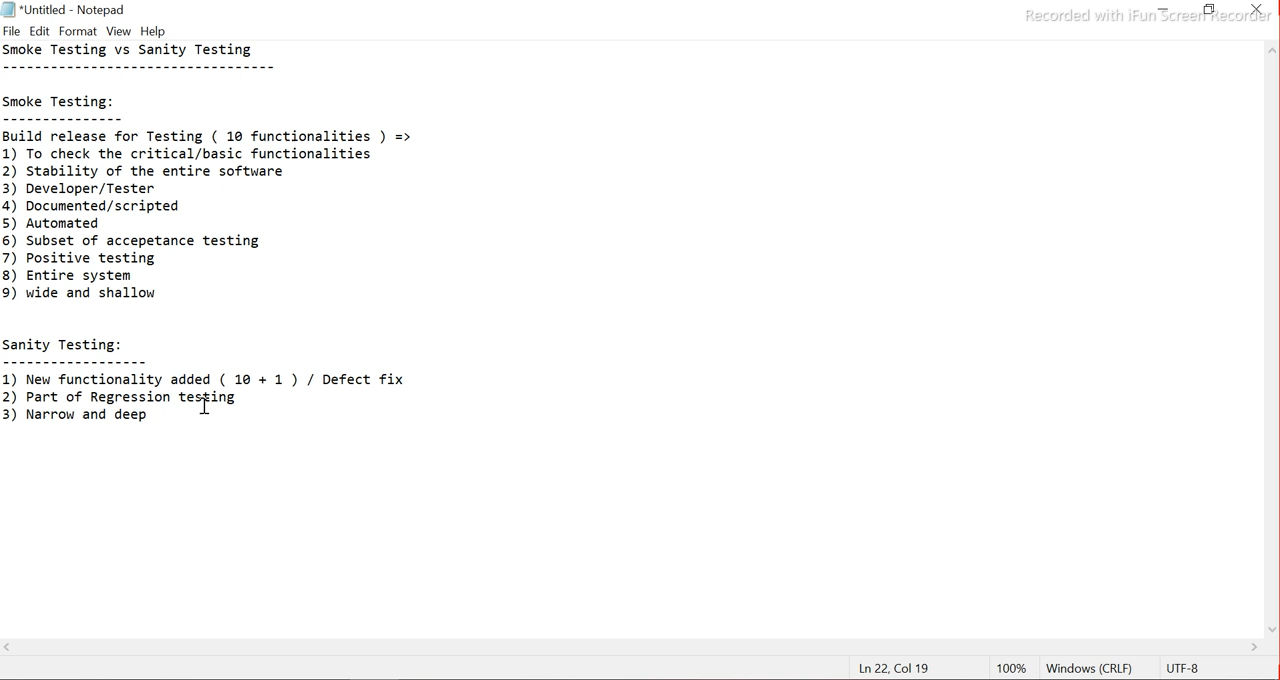 *Untitled - Notepad
Recorded with iFun Screen Recorder
File Edit Format View Help
Smoke Testing vs Sanity Testing
----------------------------------
Smoke Testing:
---------------
Build release for Testing ( 10 functionalities ) =>
1) To check the critical/basic functionalities
2) Stability of the entire software
3) Developer/Tester
4) Documented/scripted
5) Automated
6) Subset of accepetance testing
7) Positive testing
8) Entire system
9) wide and shallow
Sanity Testing:
------------------
1) New functionality added ( 10 + 1 ) / Defect fix
2) Part of Regression testing
3) Narrow and deep
Ln 22, Col 19 100% Windows (CRLF) UTF-8